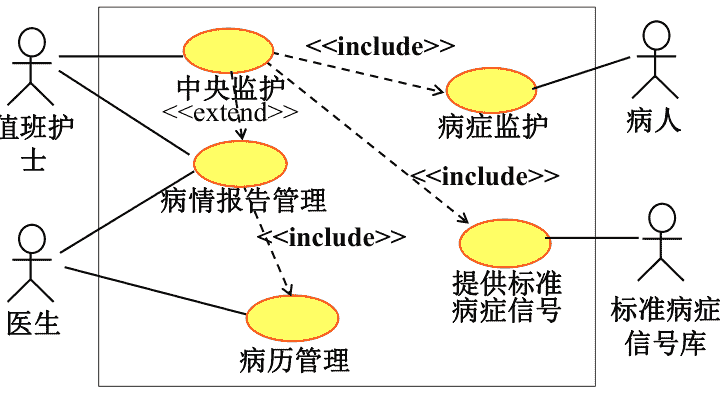 <<include>>
中央监护
<<extend>>
病症监护
病人
值班护
士
<<include>>
病情报告管理
<<include>>
提供标准
病症信号
医生
标准病症
信号库
病历管理